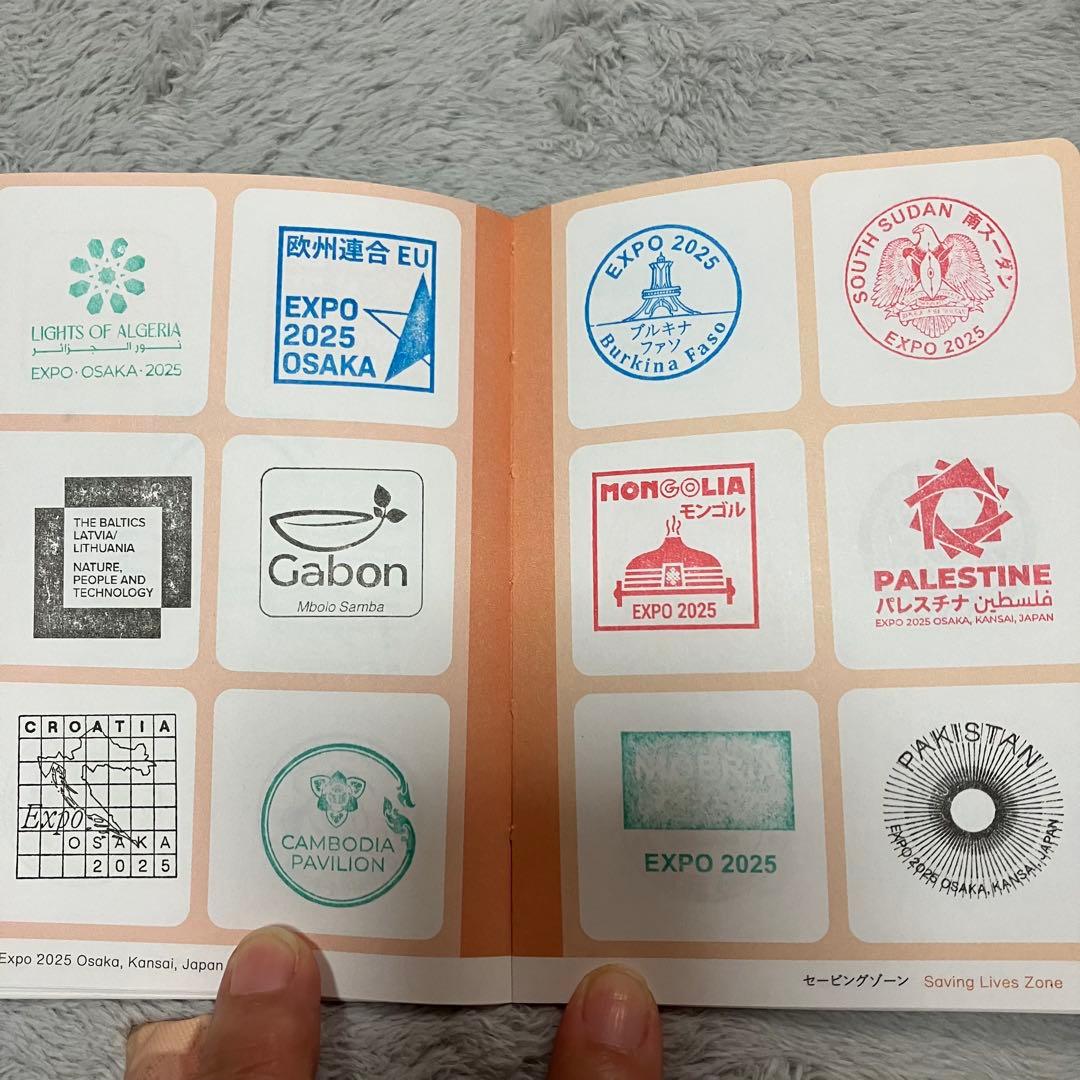 LIGHTS OF ALGERIA
نور الجزائر
EXPO·OSAKA·2025
欧州連合 EU
EXPO
2025
OSAKA
THE BALTICS
LATVIA/
LITHUANIA
NATURE,
PEOPLE AND
TECHNOLOGY
Gabon
Mbolo Samba
CROATIA
Expo
OSAKA
2025
CAMBODIA
PAVILION
Expo 2025 Osaka, Kansai, Japan
EXPO 2025
ブルキナ
ファソ
Burkina Faso
SOUTH SUDAN 南スーダン
EXPO 2025
MONGOLIA
モンゴル
EXPO 2025
PALESTINE
パレスチナ فلسطين
EXPO 2025 OSAKA, KANSAI, JAPAN
EXPO 2025
PAKISTAN
EXPO 2025 OSAKA, KANSAI, JAPAN
セービングゾーン Saving Lives Zone